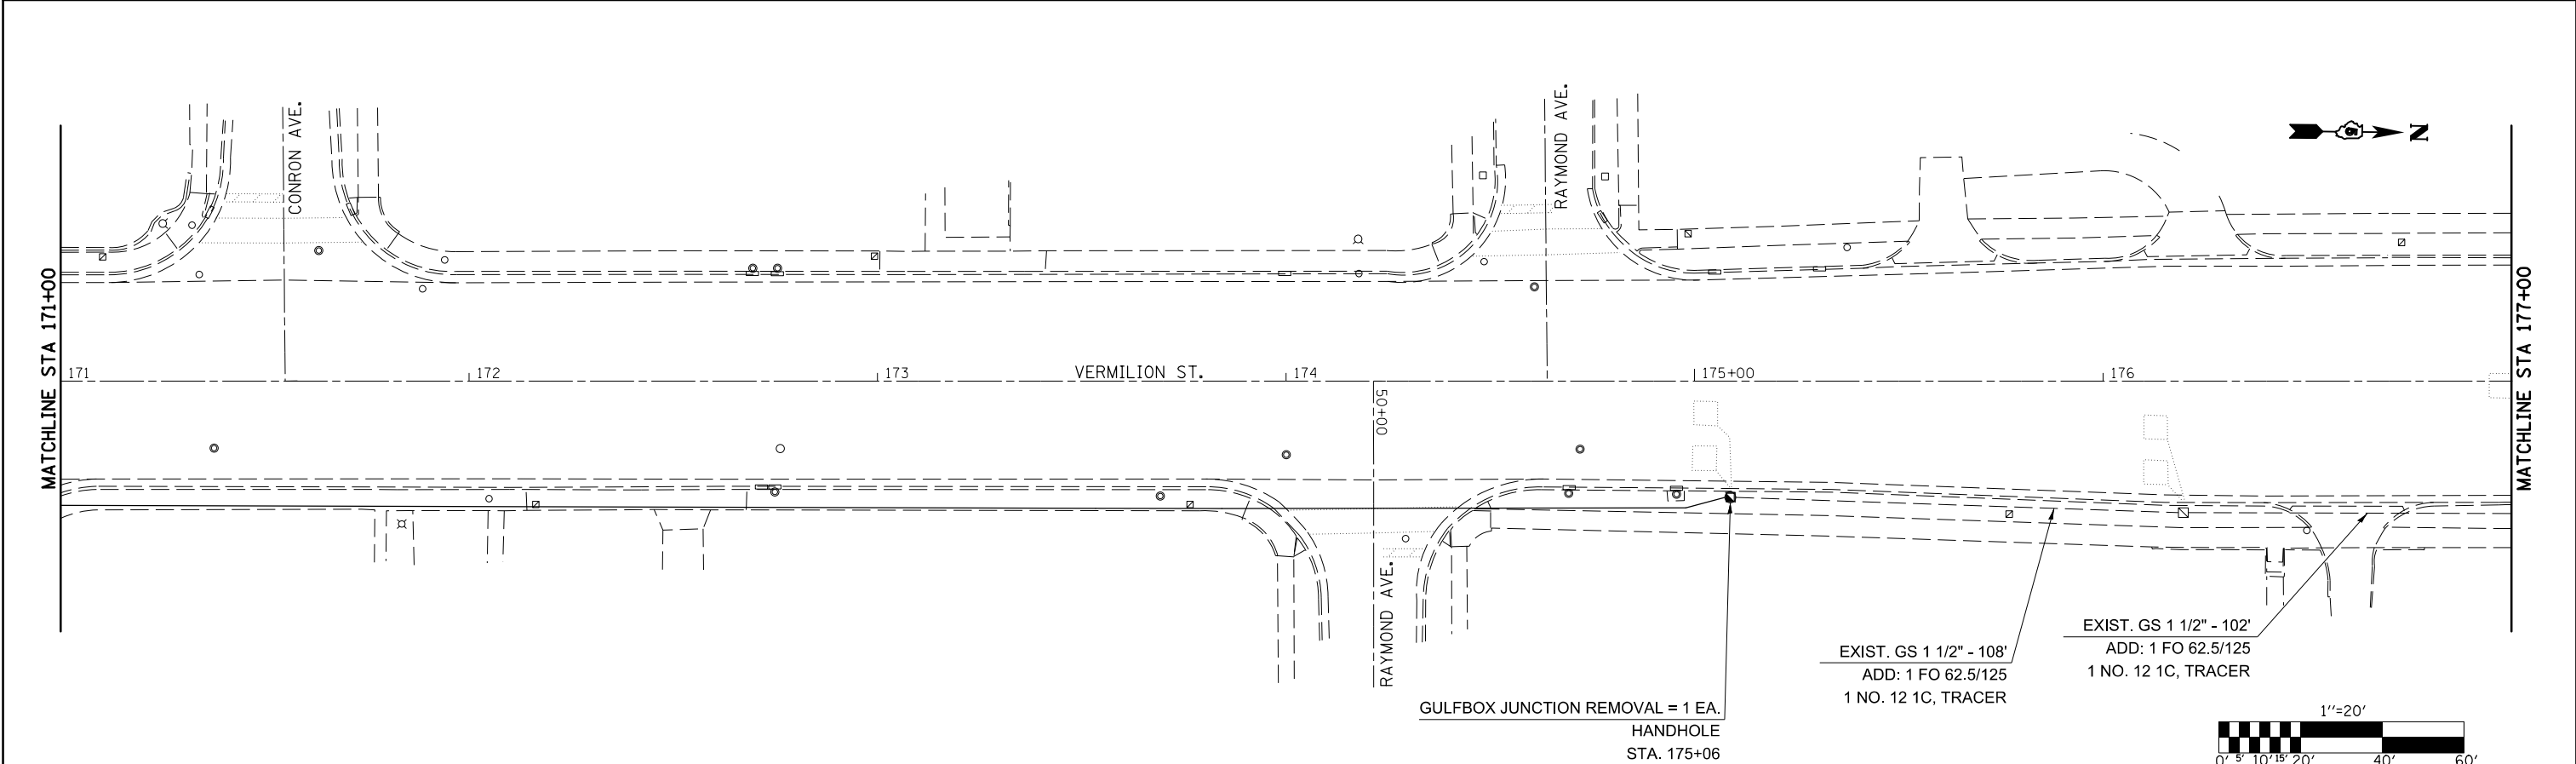 CONRON AVE.
RAYMOND AVE.
N
MATCHLINE STA 171+00
MATCHLINE STA 177+00
171
172
173
VERMILION ST.
174
175+00
176
50+00
RAYMOND AVE.
EXIST. GS 1 1/2" - 102'
ADD: 1 FO 62.5/125
1 NO. 12 1C, TRACER
EXIST. GS 1 1/2" - 108'
ADD: 1 FO 62.5/125
1 NO. 12 1C, TRACER
GULFBOX JUNCTION REMOVAL = 1 EA.
HANDHOLE
STA. 175+06
1''=20'
0' 5' 10' 15' 20' 40' 60'